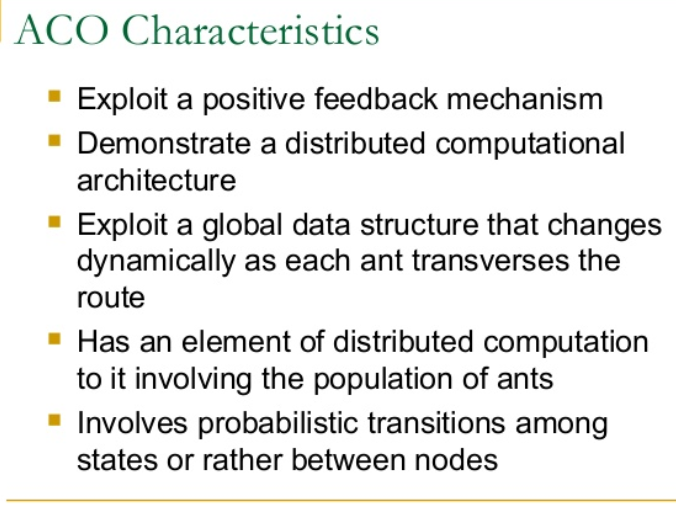 ACO Characteristics
Exploit a positive feedback mechanism
Demonstrate a distributed computational
architecture
Exploit a global data structure that changes
dynamically as each ant transverses the
route
Has an element of distributed computation
to it involving the population of ants
Involves probabilistic transitions among
states or rather between nodes